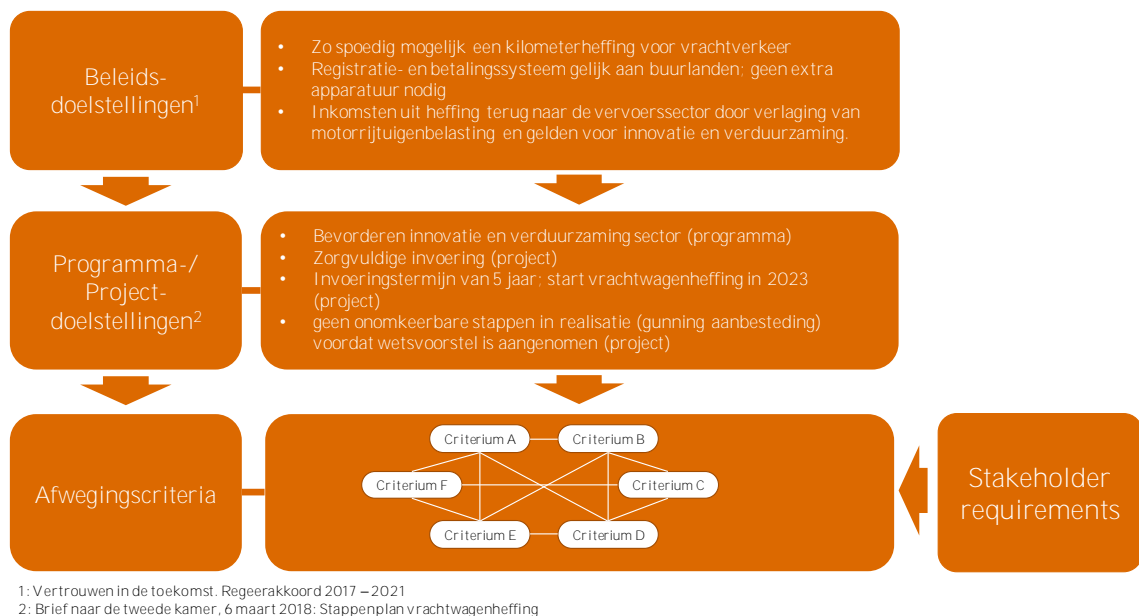 Beleids-
doelstellingen1
• Zo spoedig mogelijk een kilometerheffing voor vrachtverkeer
• Registratie- en betalingssysteem gelijk aan buurlanden; geen extra
apparatuur nodig
• Inkomsten uit heffing terug naar de vervoerssector door verlaging van
motorrijtuigenbelasting en gelden voor innovatie en verduurzaming.
Programma-/
Project-
doelstellingen2
• Bevorderen innovatie en verduurzaming sector (programma)
• Zorgvuldige invoering (project)
• Invoeringstermijn van 5 jaar; start vrachtwagenheffing in 2023
(project)
• geen onomkeerbare stappen in realisatie (gunning aanbesteding)
voordat wetsvoorstel is aangenomen (project)
Afwegingscriteria
Criterium A
Criterium B
Criterium F
Criterium C
Criterium E
Criterium D
Stakeholder
requirements
1: Vertrouwen in de toekomst. Regeerakkoord 2017 – 2021
2: Brief naar de tweede kamer, 6 maart 2018: Stappenplan vrachtwagenheffing